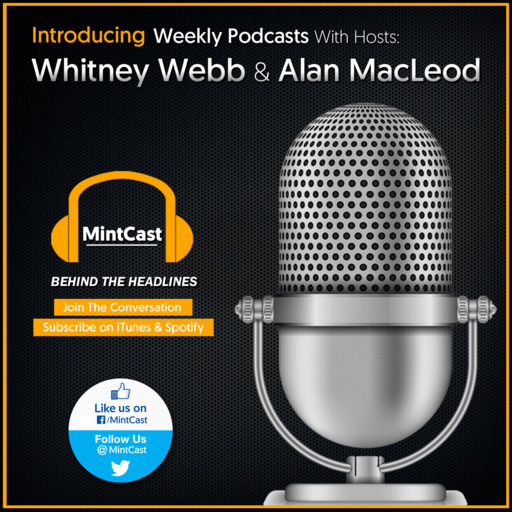 Introducing Weekly Podcasts With Hosts:
Whitney Webb & Alan MacLeod
MintCast
BEHIND THE HEADLINES
Join The Conversation
Subscribe on iTunes & Spotify
Like us on
f/MintCast
Follow Us
@MintCast